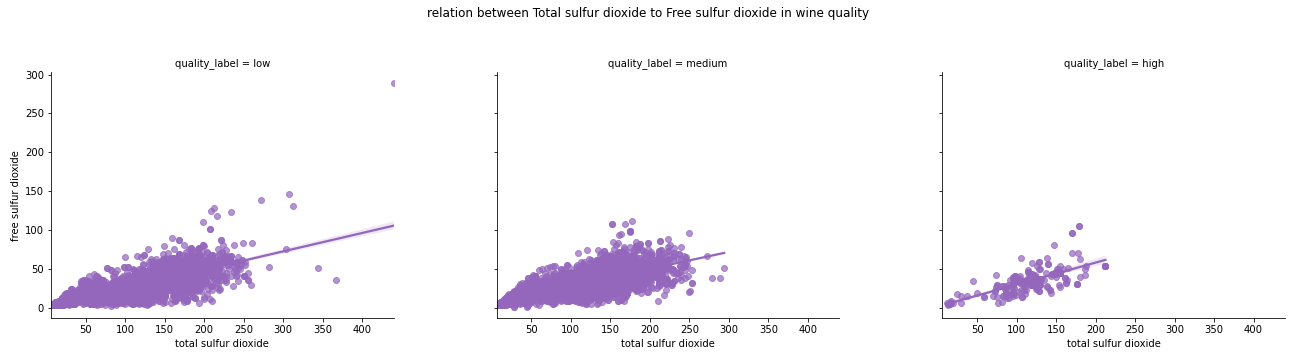 relation between Total sulfur dioxide to Free sulfur dioxide in wine quality
quality_label = low
quality_label = medium
quality_label = high
free sulfur dioxide
300
250
200
150
100
50
0
50 100 150 200 250 300 350 400
50 100 150 200 250 300 350 400
50 100 150 200 250 300 350 400
total sulfur dioxide
total sulfur dioxide
total sulfur dioxide